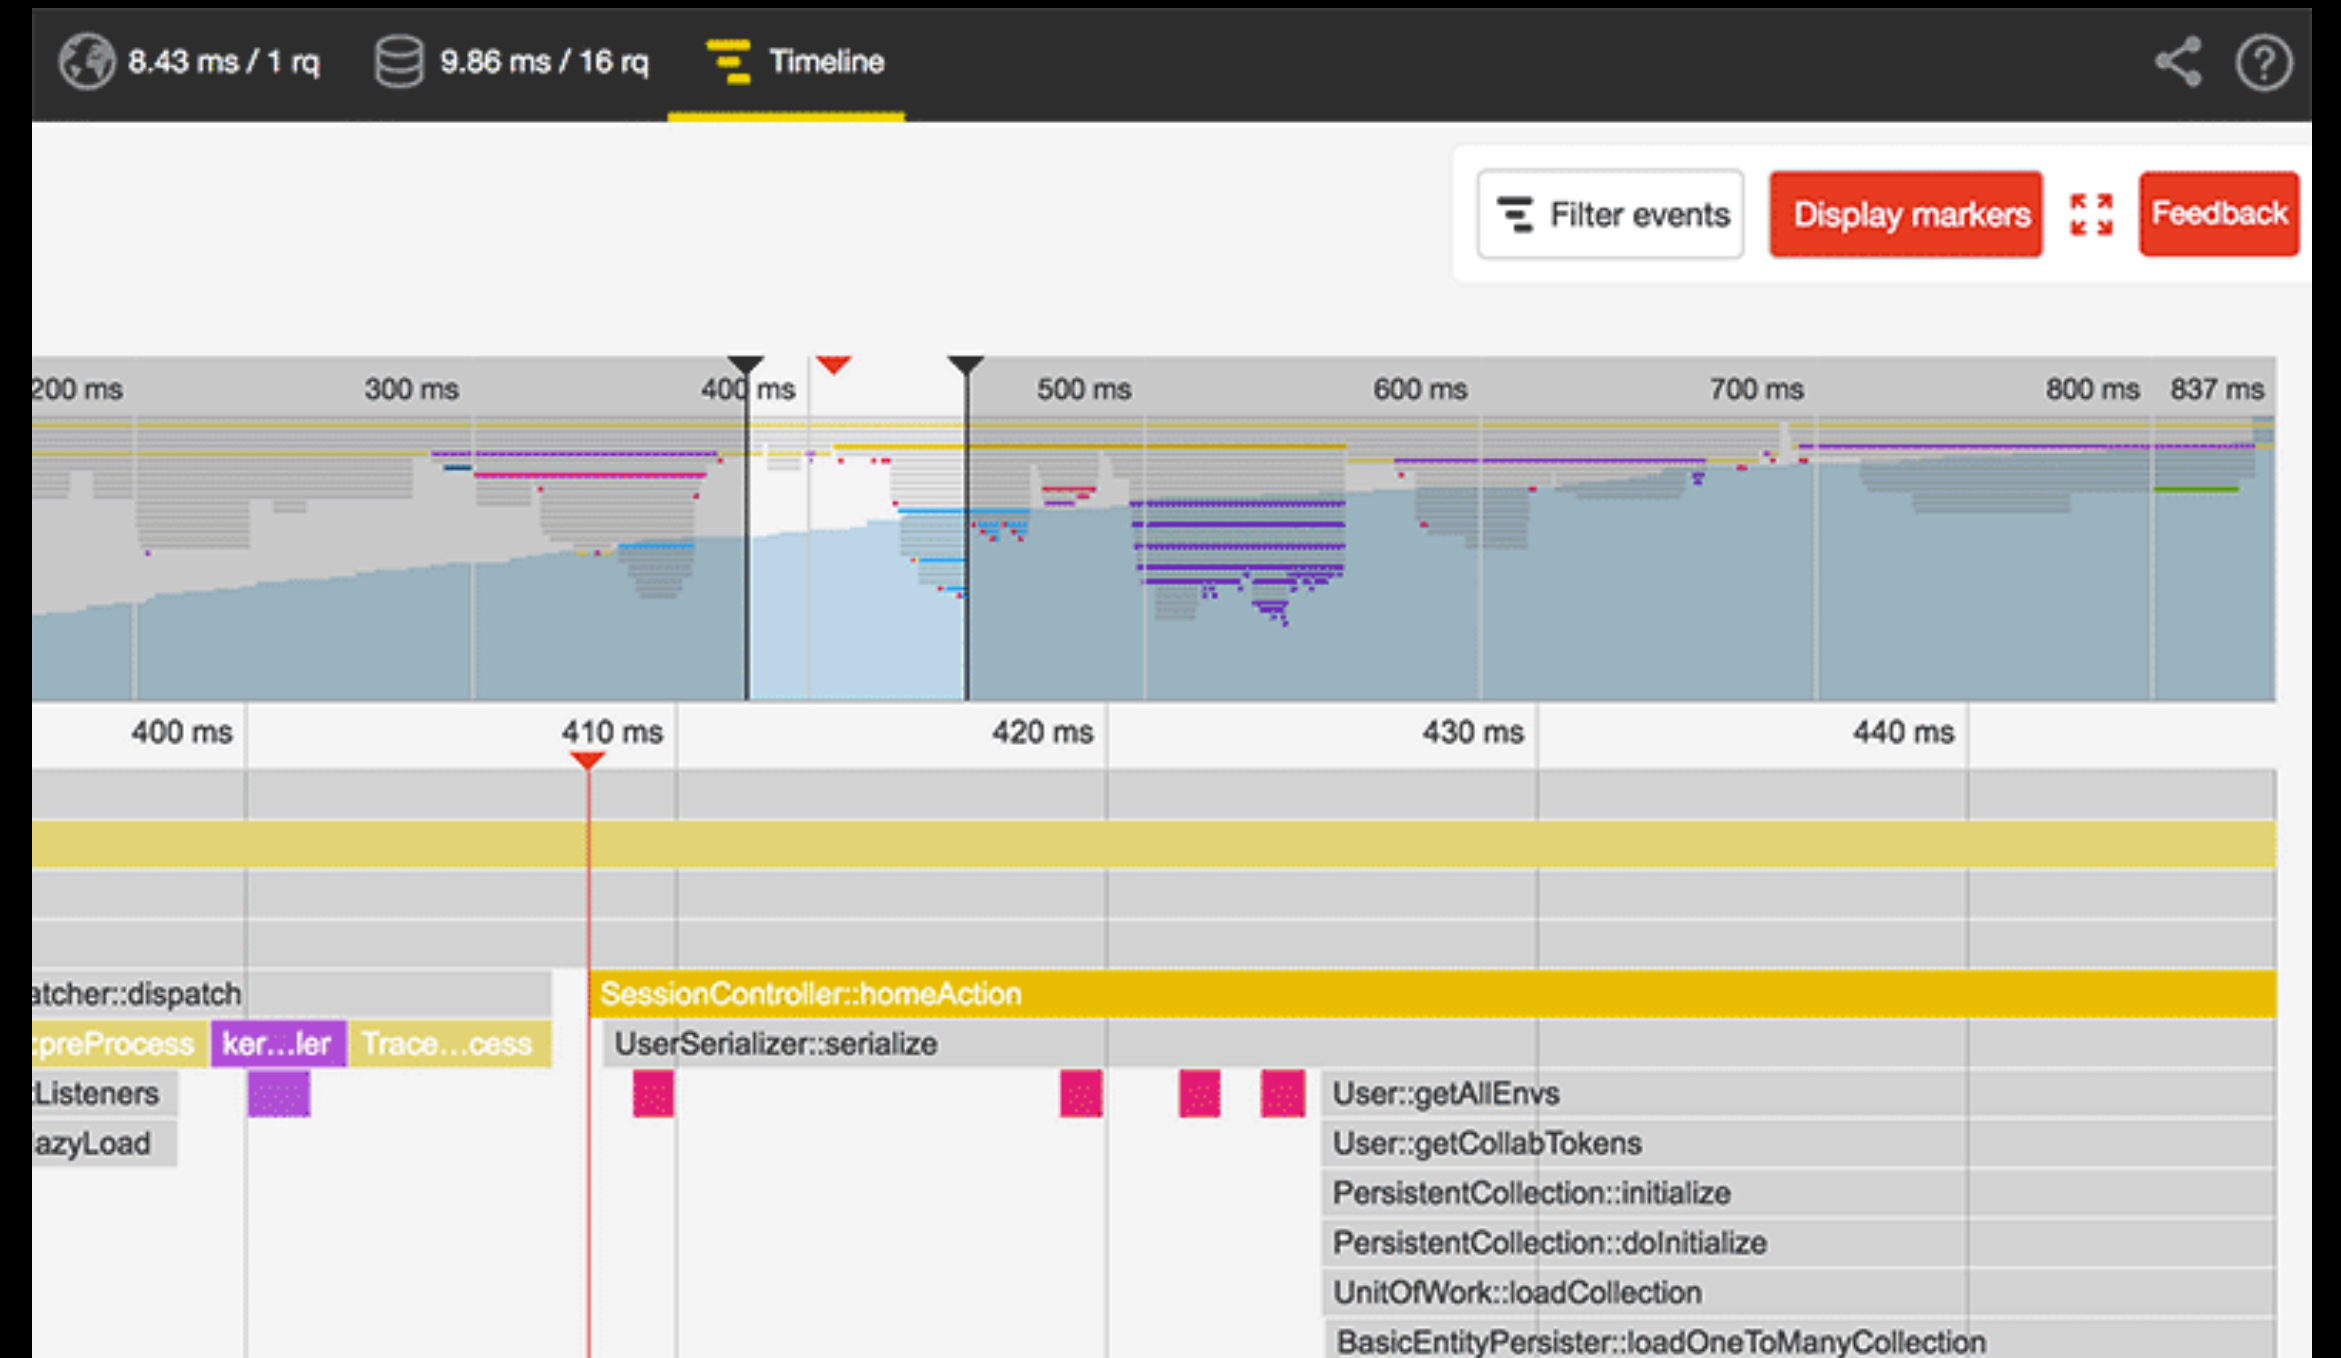 8.43 ms / 1 rq 9.86 ms / 16 rq Timeline
Filter events Display markers Feedback
200 ms 300 ms 400 ms 500 ms 600 ms 700 ms 800 ms 837 ms
400 ms 410 ms 420 ms 430 ms 440 ms
atcher::dispatch SessionController::homeAction
:preProcess ker...ler Trace...cess UserSerializer::serialize
:Listeners User::getAllEnvs
azyLoad User::getCollabTokens
PersistentCollection::initialize
PersistentCollection::doInitialize
UnitOfWork::loadCollection
BasicEntityPersister::loadOneToManyCollection